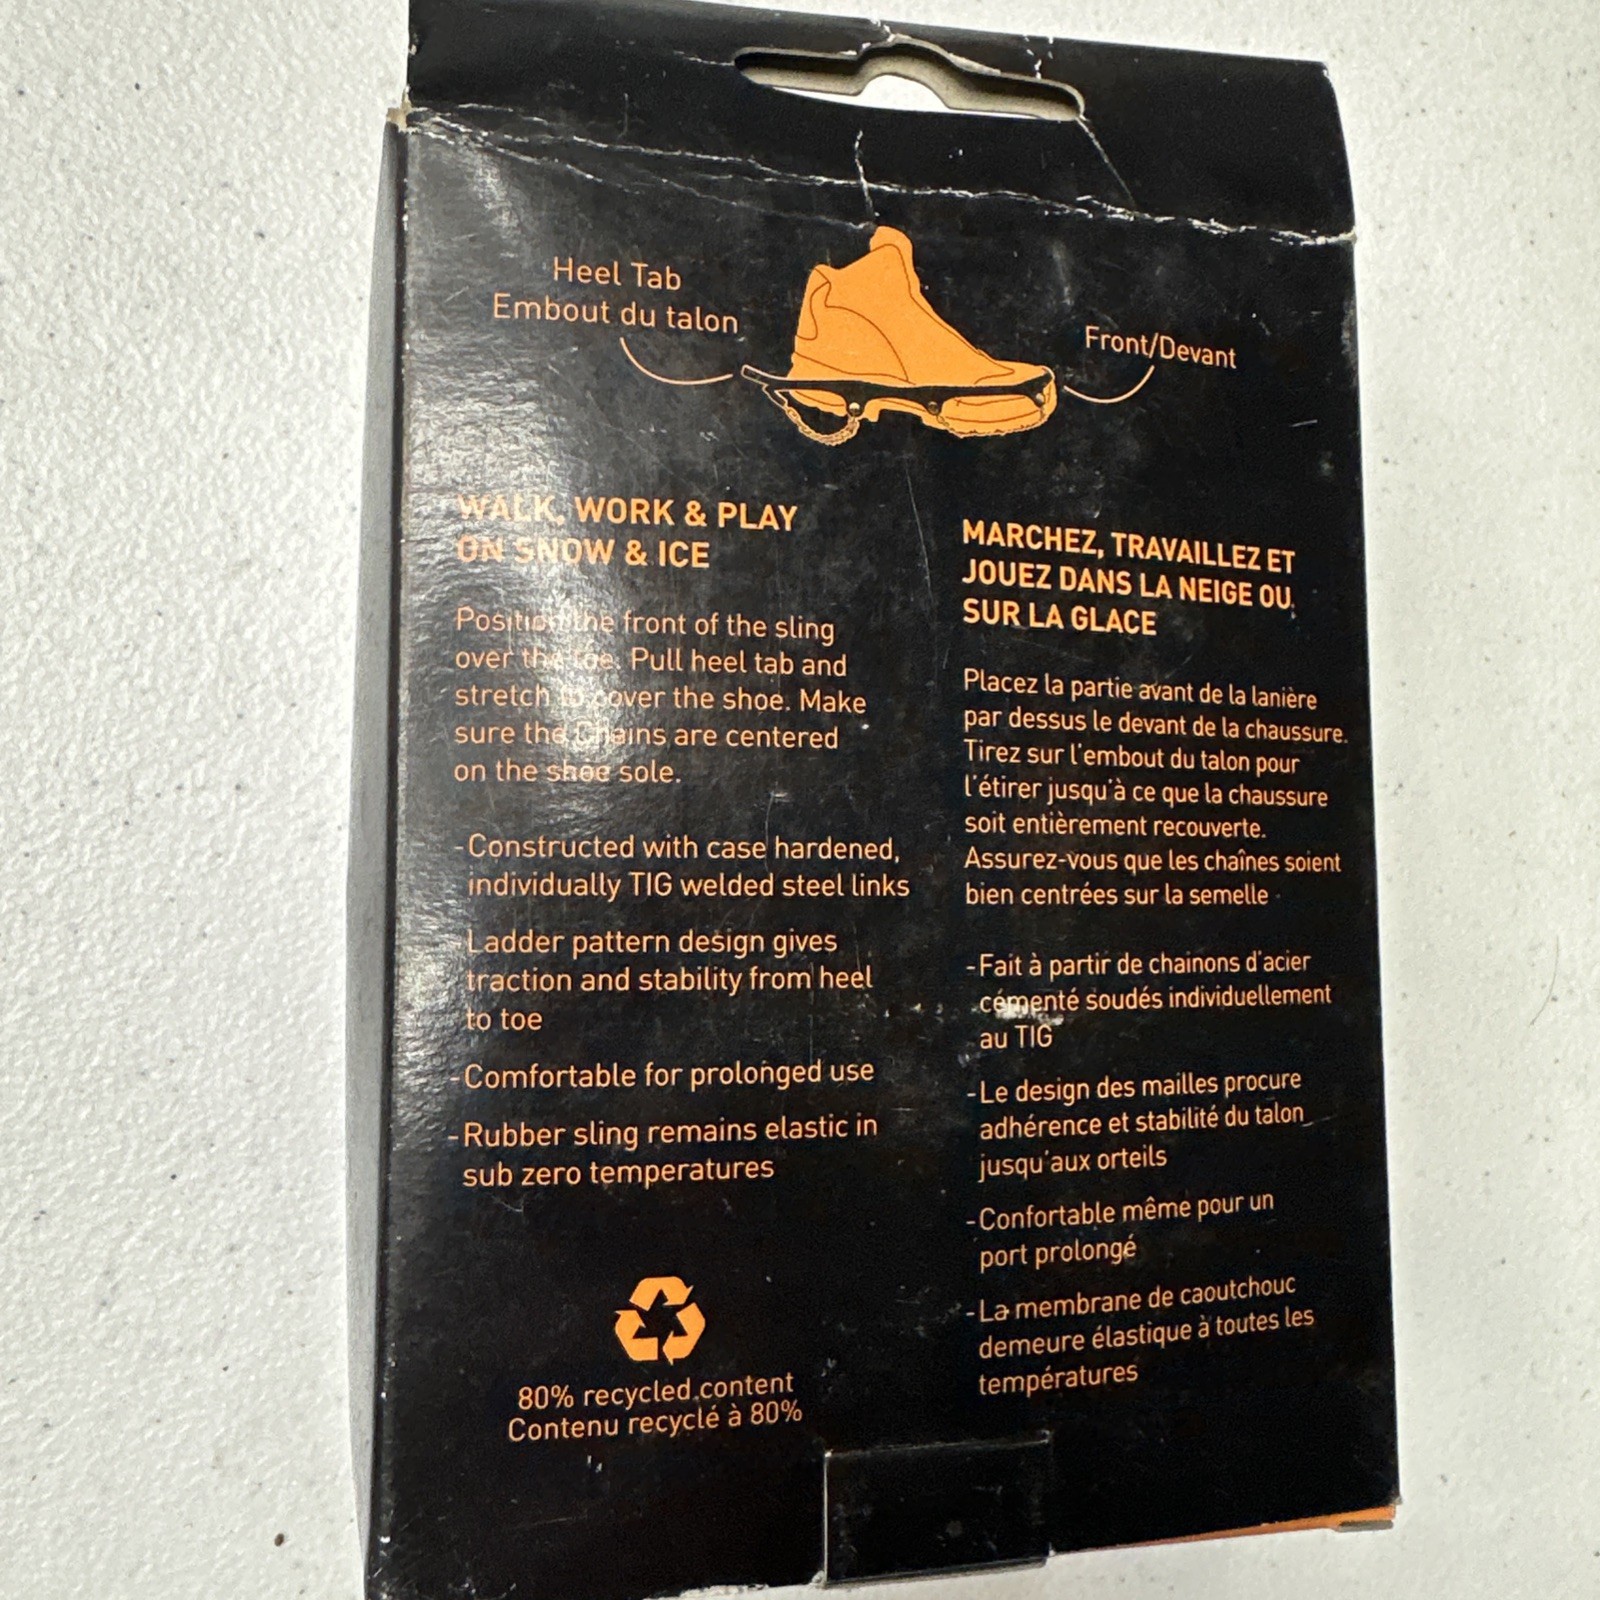 Heel Tab
Embout du talon
Front/Devant
WALK, WORK & PLAY
ON SNOW & ICE
Position the front of the sling
over the toe. Pull heel tab and
stretch to cover the shoe. Make
sure the Chains are centered
on the shoe sole.
-Constructed with case hardened,
individually TIG welded steel links
-Ladder pattern design gives
traction and stability from heel
to toe
-Comfortable for prolonged use
-Rubber sling remains elastic in
sub zero temperatures
80% recycled content
Contenu recyclé à 80%
MARCHEZ, TRAVAILLEZ ET
JOUEZ DANS LA NEIGE OU
SUR LA GLACE
Placez la partie avant de la lanière
par dessus le devant de la chaussure.
Tirez sur l'embout du talon pour
l'étirer jusqu'à ce que la chaussure
soit entièrement recouverte.
Assurez-vous que les chaînes soient
bien centrées sur la semelle
-Fait à partir de chainons d'acier
cémenté soudés individuellement
au TIG
-Le design des mailles procure
adhérence et stabilité du talon
jusqu'aux orteils
-Confortable même pour un
port prolongé
-La membrane de caoutchouc
demeure élastique à toutes les
températures